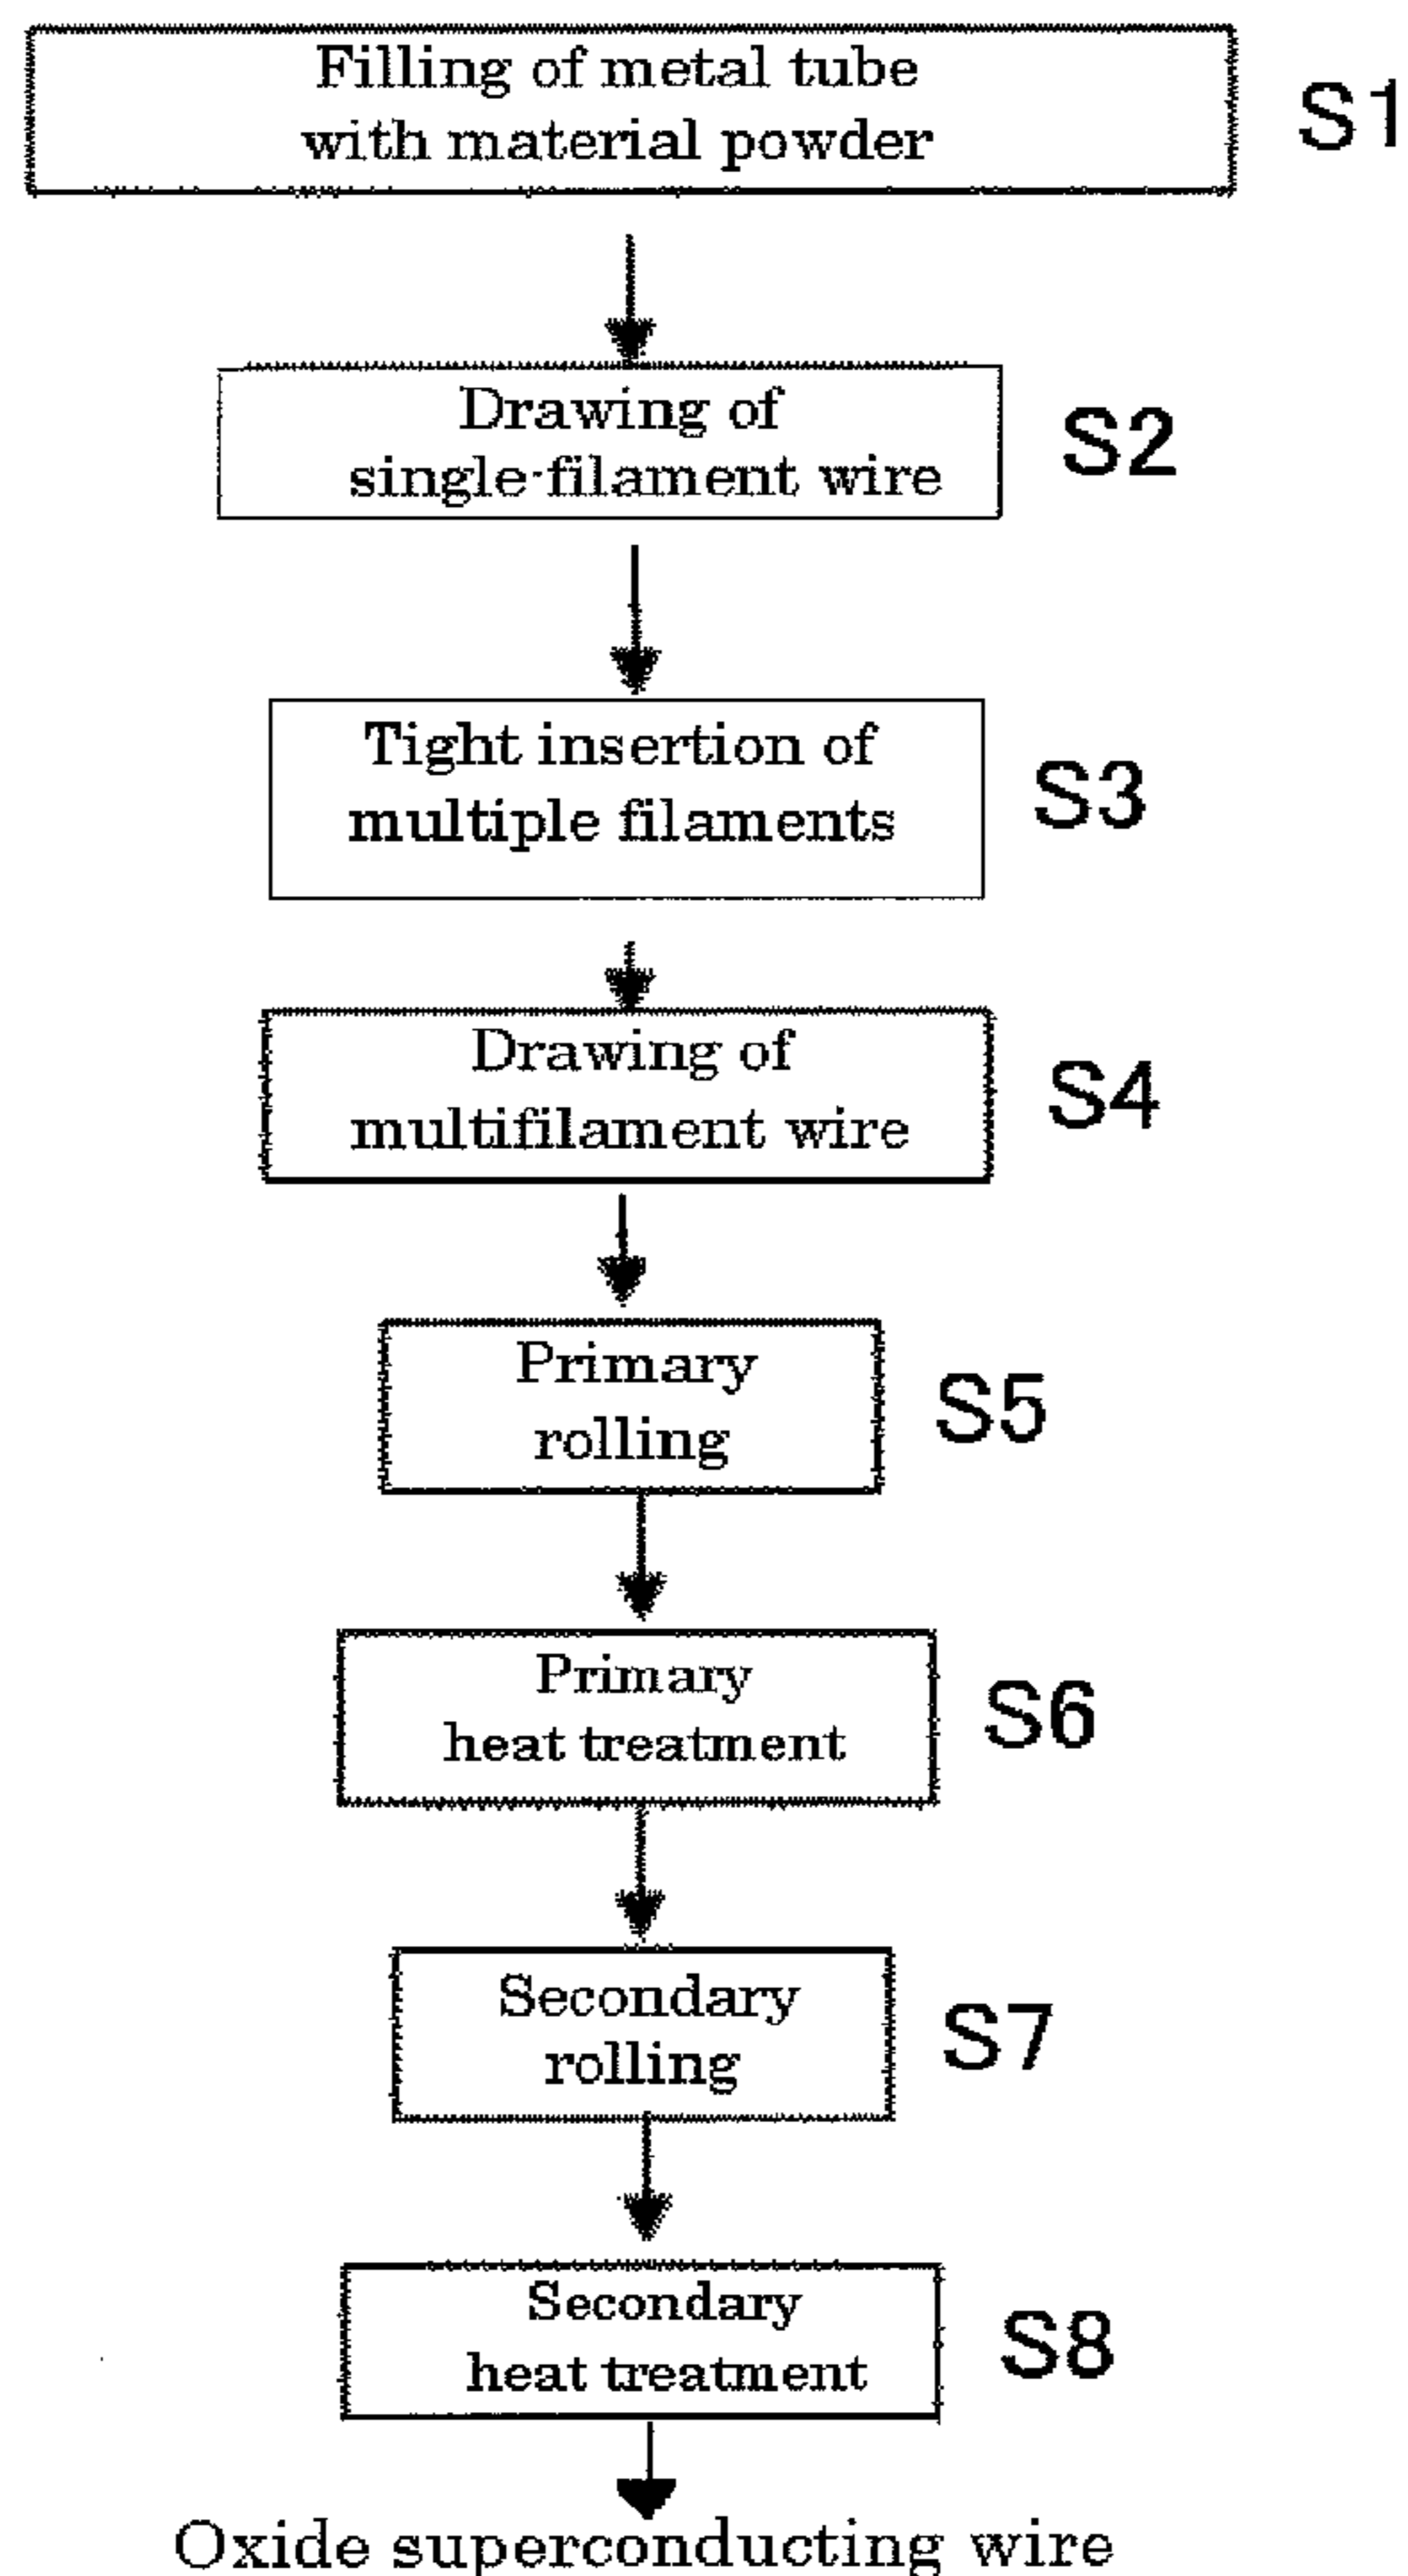 Filling of metal tube
with material powder
S1
Drawing of
single-filament wire
S2
Tight insertion of
multiple filaments
S3
Drawing of
multifilament wire
S4
Primary
rolling
S5
Primary
heat treatment
S6
Secondary
rolling
S7
Secondary
heat treatment
S8
Oxide superconducting wire